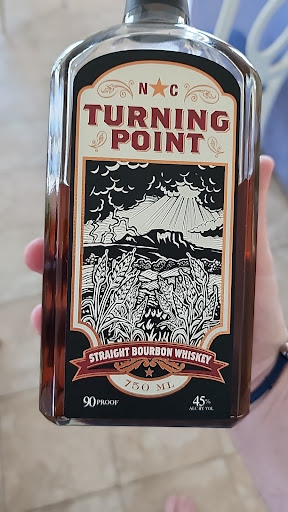 N ★ C
TURNING
POINT
STRAIGHT BOURBON WHISKEY
750 ML
90 PROOF
45%
ALC BY VOL